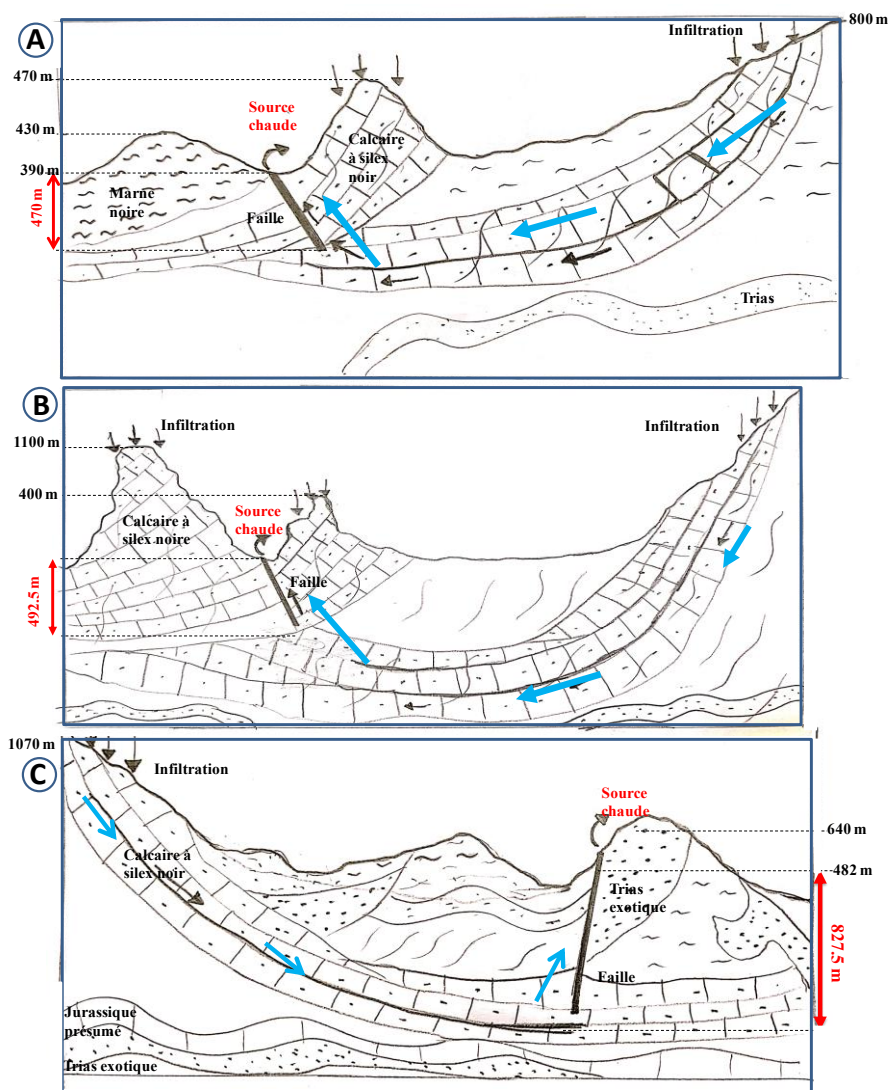 A
800 m
Infiltration
470 m
Source
chaude
430 m
Calcaire
à silex
noir
390 m
Marne
noire
470 m
Faille
Trias
B
Infiltration
Infiltration
1100 m
400 m
Source
chaude
Calcaire à
silex noire
Faille
492.5 m
1070 m
C
Infiltration
Source
chaude
640 m
Calcaire à
silex noir
482 m
Trias
exotique
827.5 m
Faille
Jurassique
présumé
Trias exotique